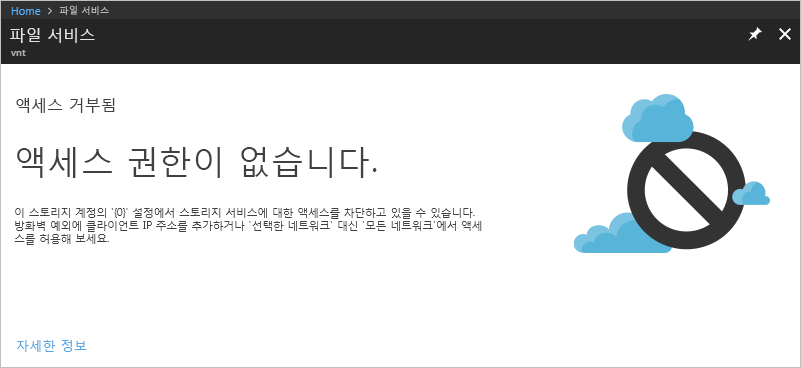 Home > 파일 서비스
파일 서비스
vnt
액세스 거부됨
액세스 권한이 없습니다.
이 스토리지 계정의 '{0}' 설정에서 스토리지 서비스에 대한 액세스를 차단하고 있을 수 있습니다.
방화벽 예외에 클라이언트 IP 주소를 추가하거나 '선택한 네트워크' 대신 '모든 네트워크'에서 액세
스를 허용해 보세요.
자세한 정보